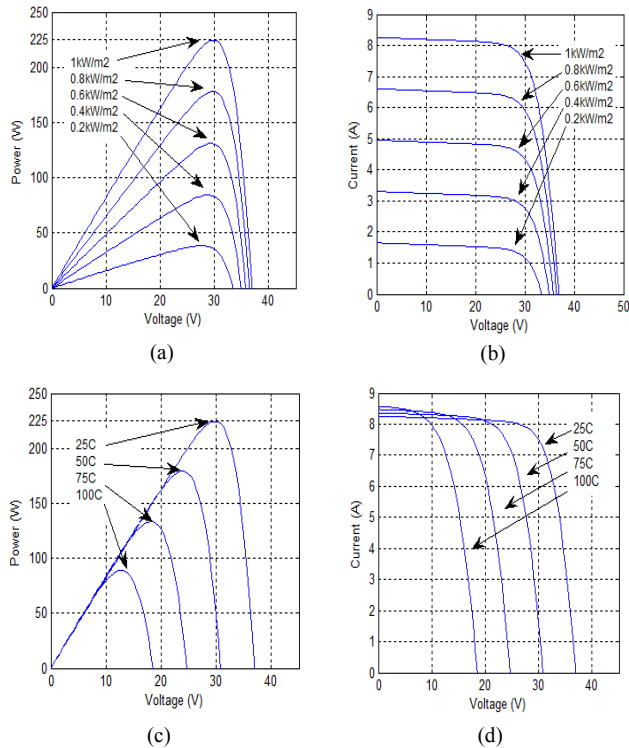 250
225
200
150
100
50
0
Power (W)
1kW/m2
0.8kW/m2
0.6kW/m2
0.4kW/m2
0.2kW/m2
0 10 20 30 40
Voltage (V)
(a)
9
8
7
6
5
4
3
2
1
0
Current (A)
1kW/m2
0.8kW/m2
0.6kW/m2
0.4kW/m2
0.2kW/m2
0 10 20 30 40 50
Voltage (V)
(b)
250
225
200
150
100
50
0
Power (W)
25C
50C
75C
100C
0 10 20 30 40
Voltage (V)
(c)
9
8
7
6
5
4
3
2
1
0
Current (A)
25C
50C
75C
100C
0 10 20 30 40
Voltage (V)
(d)